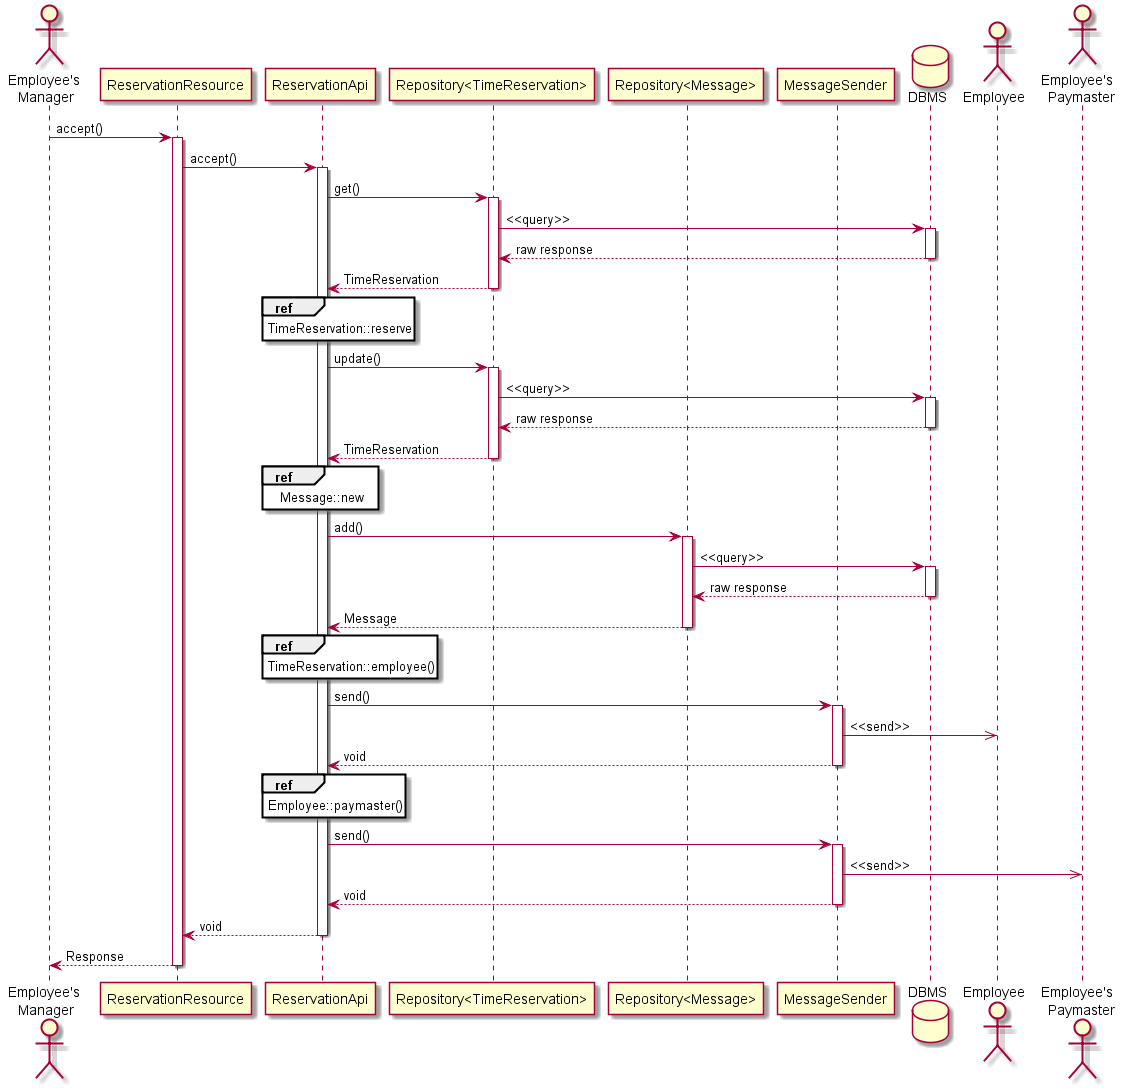 Employee's
Manager
ReservationResource
ReservationApi
Repository<TimeReservation>
Repository<Message>
MessageSender
DBMS
Employee
Employee's
Paymaster
accept()
accept()
get()
<<query>>
raw response
TimeReservation
ref
TimeReservation::reserve
update()
<<query>>
raw response
TimeReservation
ref
Message::new
add()
<<query>>
raw response
Message
ref
TimeReservation::employee()
send()
<<send>>
void
ref
Employee::paymaster()
send()
<<send>>
void
void
Response
Employee's
Manager
ReservationResource
ReservationApi
Repository<TimeReservation>
Repository<Message>
MessageSender
DBMS
Employee
Employee's
Paymaster